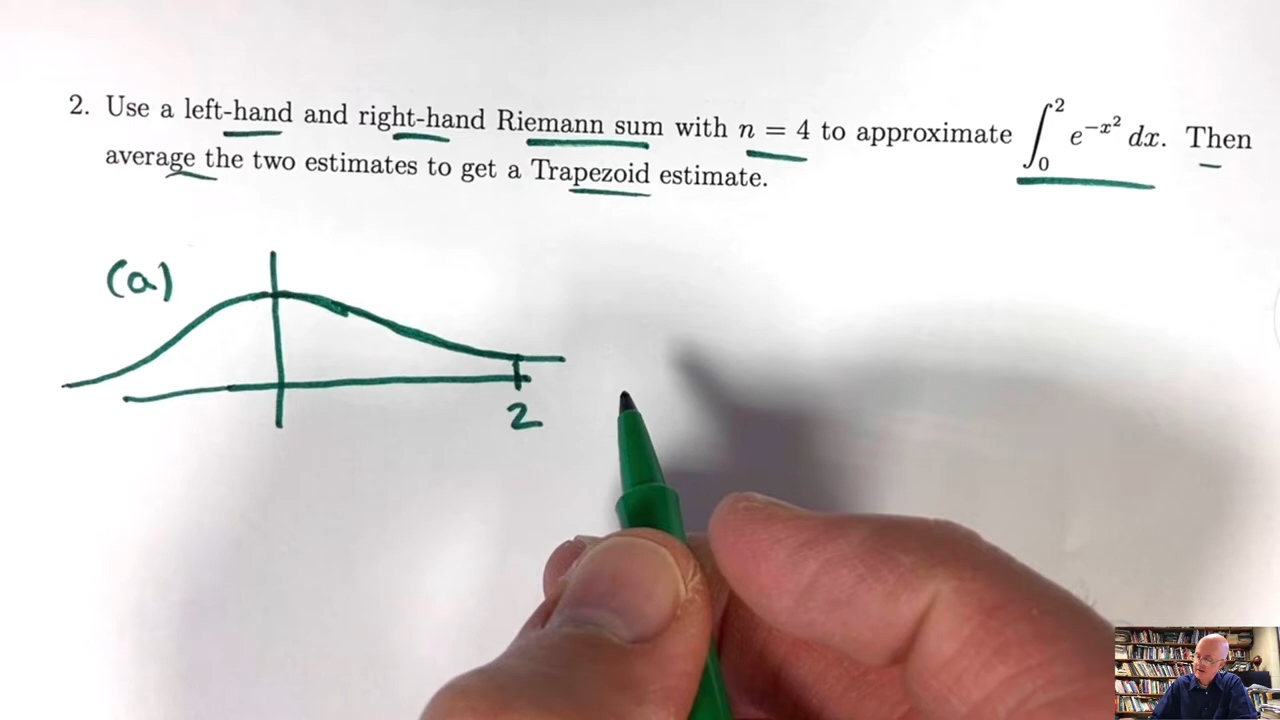 2. Use a left-hand and right-hand Riemann sum with n = 4 to approximate ∫₀² e^{-x²} dx. Then
average the two estimates to get a Trapezoid estimate.
(a)
2